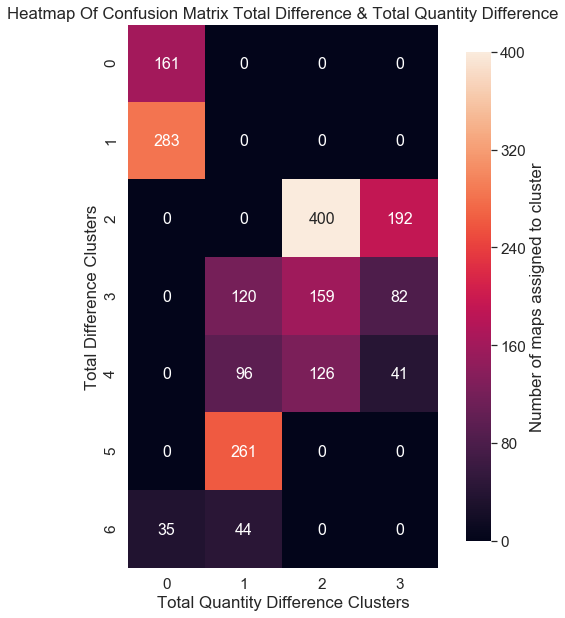 Heatmap Of Confusion Matrix Total Difference & Total Quantity Difference
0 161 0 0 0
1 283 0 0 0
2 0 0 400 192
3 0 120 159 82
4 0 96 126 41
5 0 261 0 0
6 35 44 0 0
0 1 2 3
Total Quantity Difference Clusters
Total Difference Clusters
400
320
240
160
80
0
Number of maps assigned to cluster